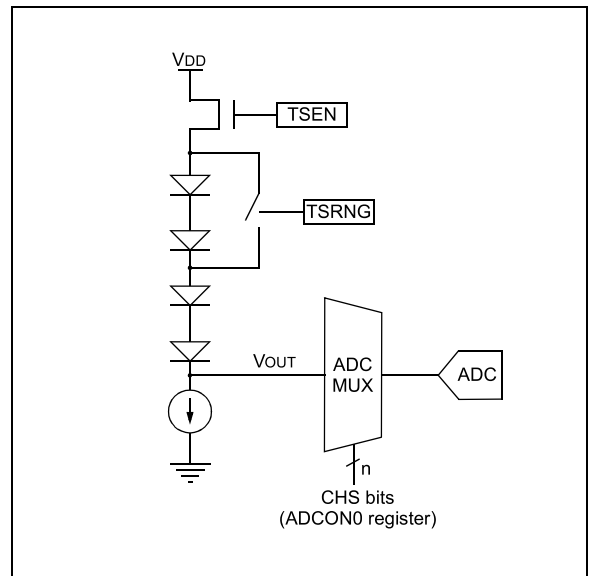 VDD
TSEN
TSRNG
VOUT
ADC
MUX
ADC
n
CHS bits
(ADCON0 register)